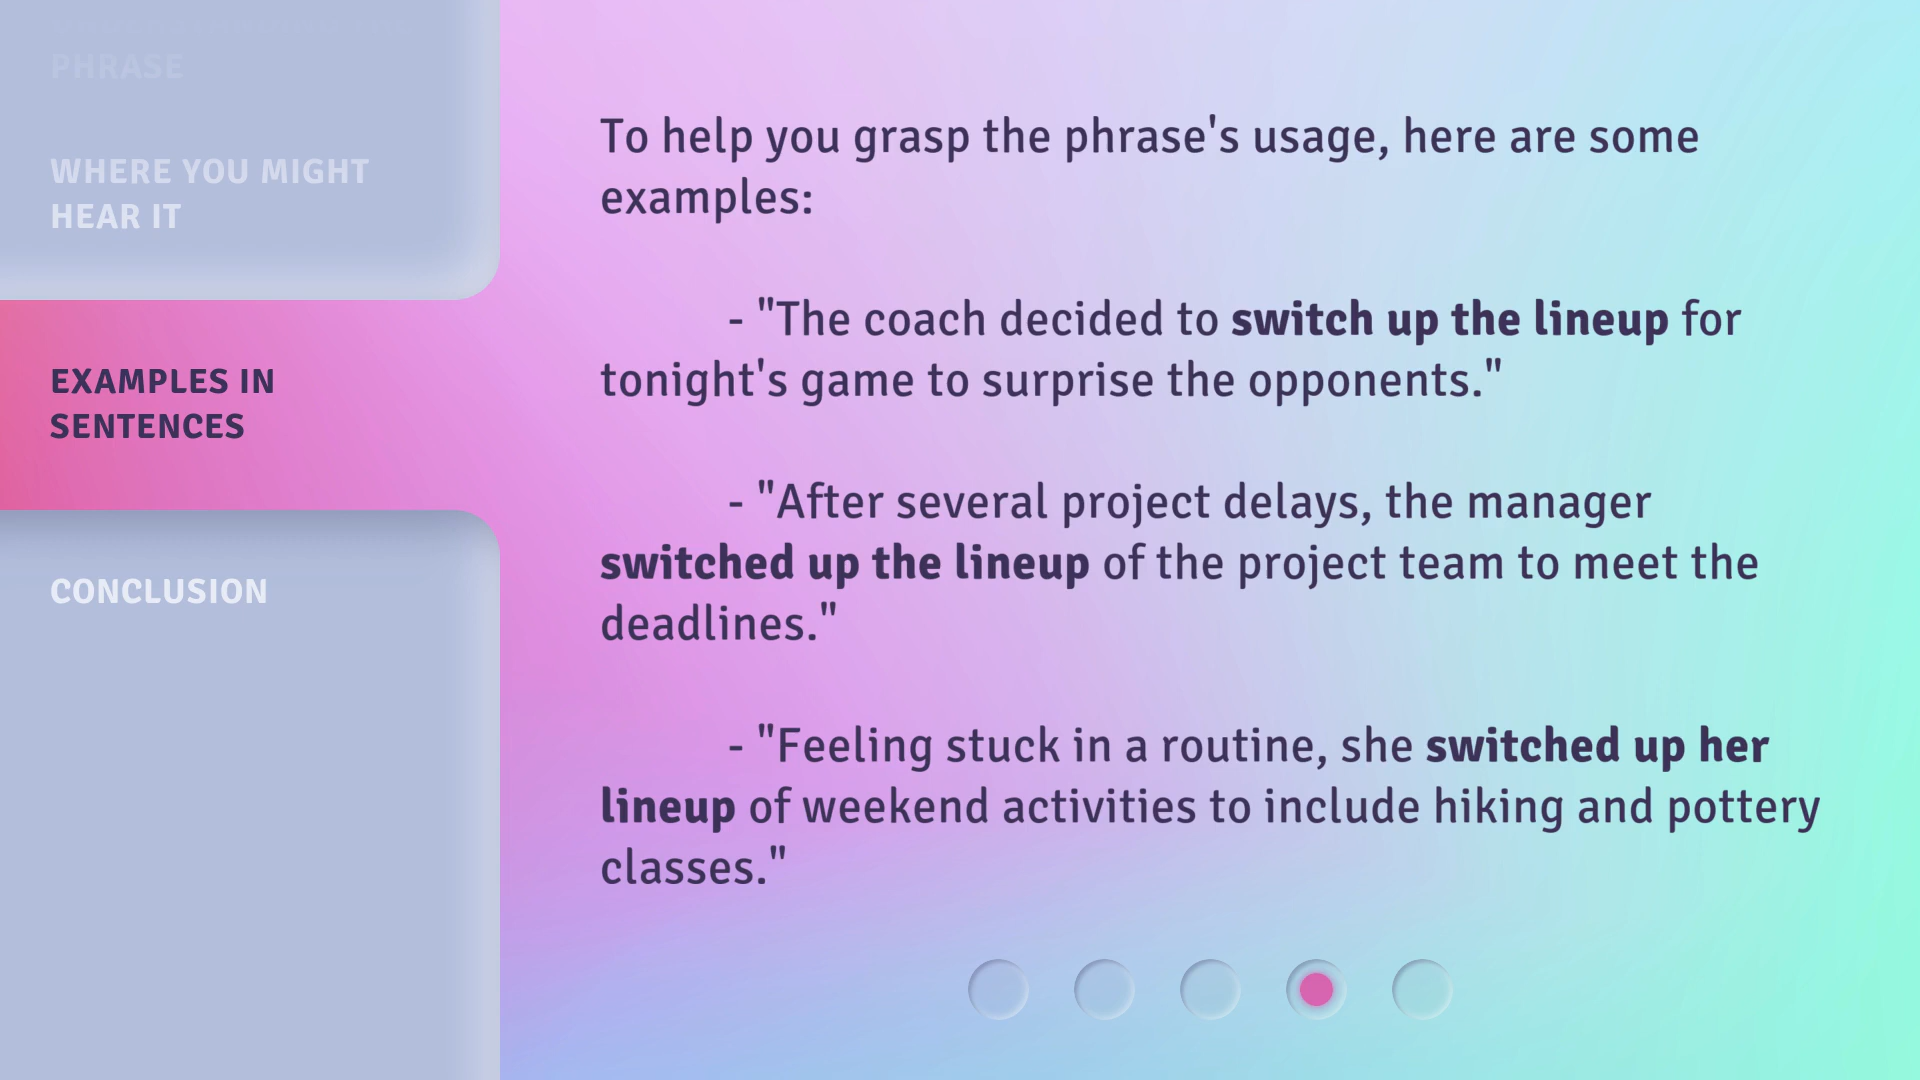 PHRASE
WHERE YOU MIGHT
HEAR IT
EXAMPLES IN
SENTENCES
CONCLUSION
To help you grasp the phrase's usage, here are some
examples:
- "The coach decided to switch up the lineup for
tonight's game to surprise the opponents."
- "After several project delays, the manager
switched up the lineup of the project team to meet the
deadlines."
- "Feeling stuck in a routine, she switched up her
lineup of weekend activities to include hiking and pottery
classes."